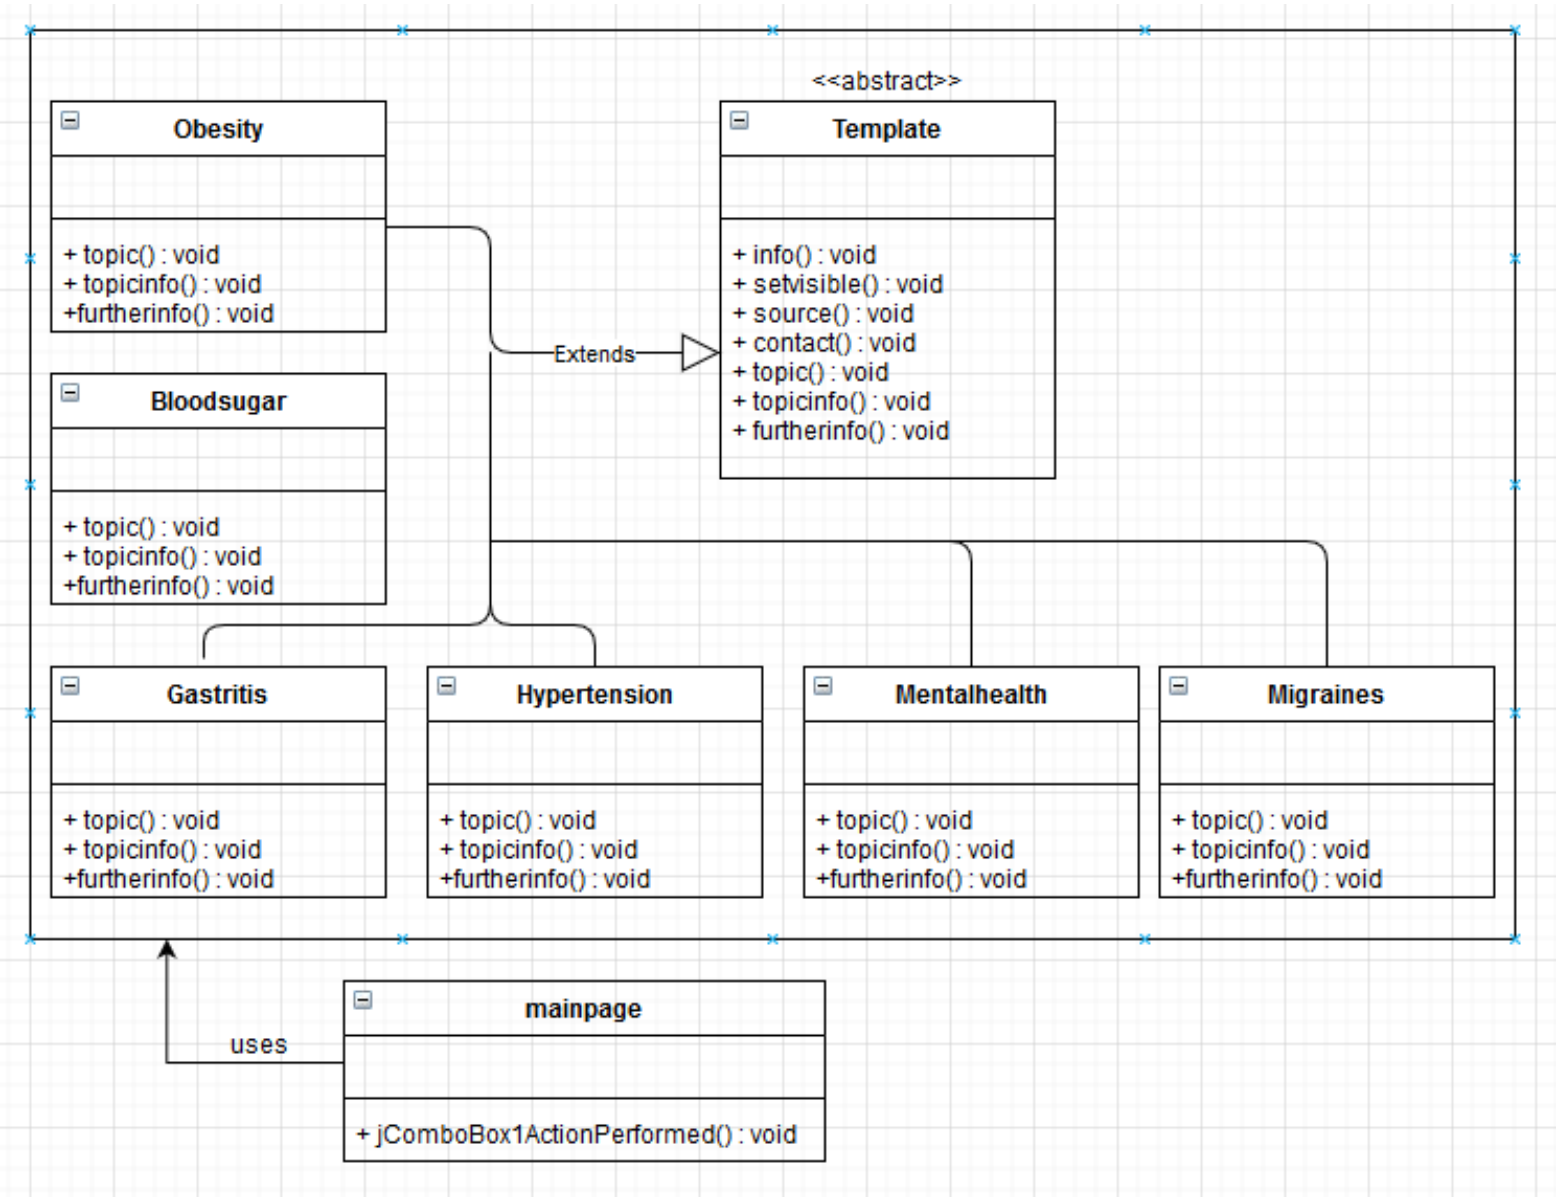 <<abstract>>
Obesity
+ topic() : void
+ topicinfo() : void
+furtherinfo() : void
Template
+ info() : void
+ setvisible() : void
+ source() : void
+ contact() : void
+ topic() : void
+ topicinfo() : void
+ furtherinfo() : void
Extends
Bloodsugar
+ topic() : void
+ topicinfo() : void
+furtherinfo() : void
Gastritis
+ topic() : void
+ topicinfo() : void
+furtherinfo() : void
Hypertension
+ topic() : void
+ topicinfo() : void
+furtherinfo() : void
Mentalhealth
+ topic() : void
+ topicinfo() : void
+furtherinfo() : void
Migraines
+ topic() : void
+ topicinfo() : void
+furtherinfo() : void
uses
mainpage
+ jComboBox1ActionPerformed() : void